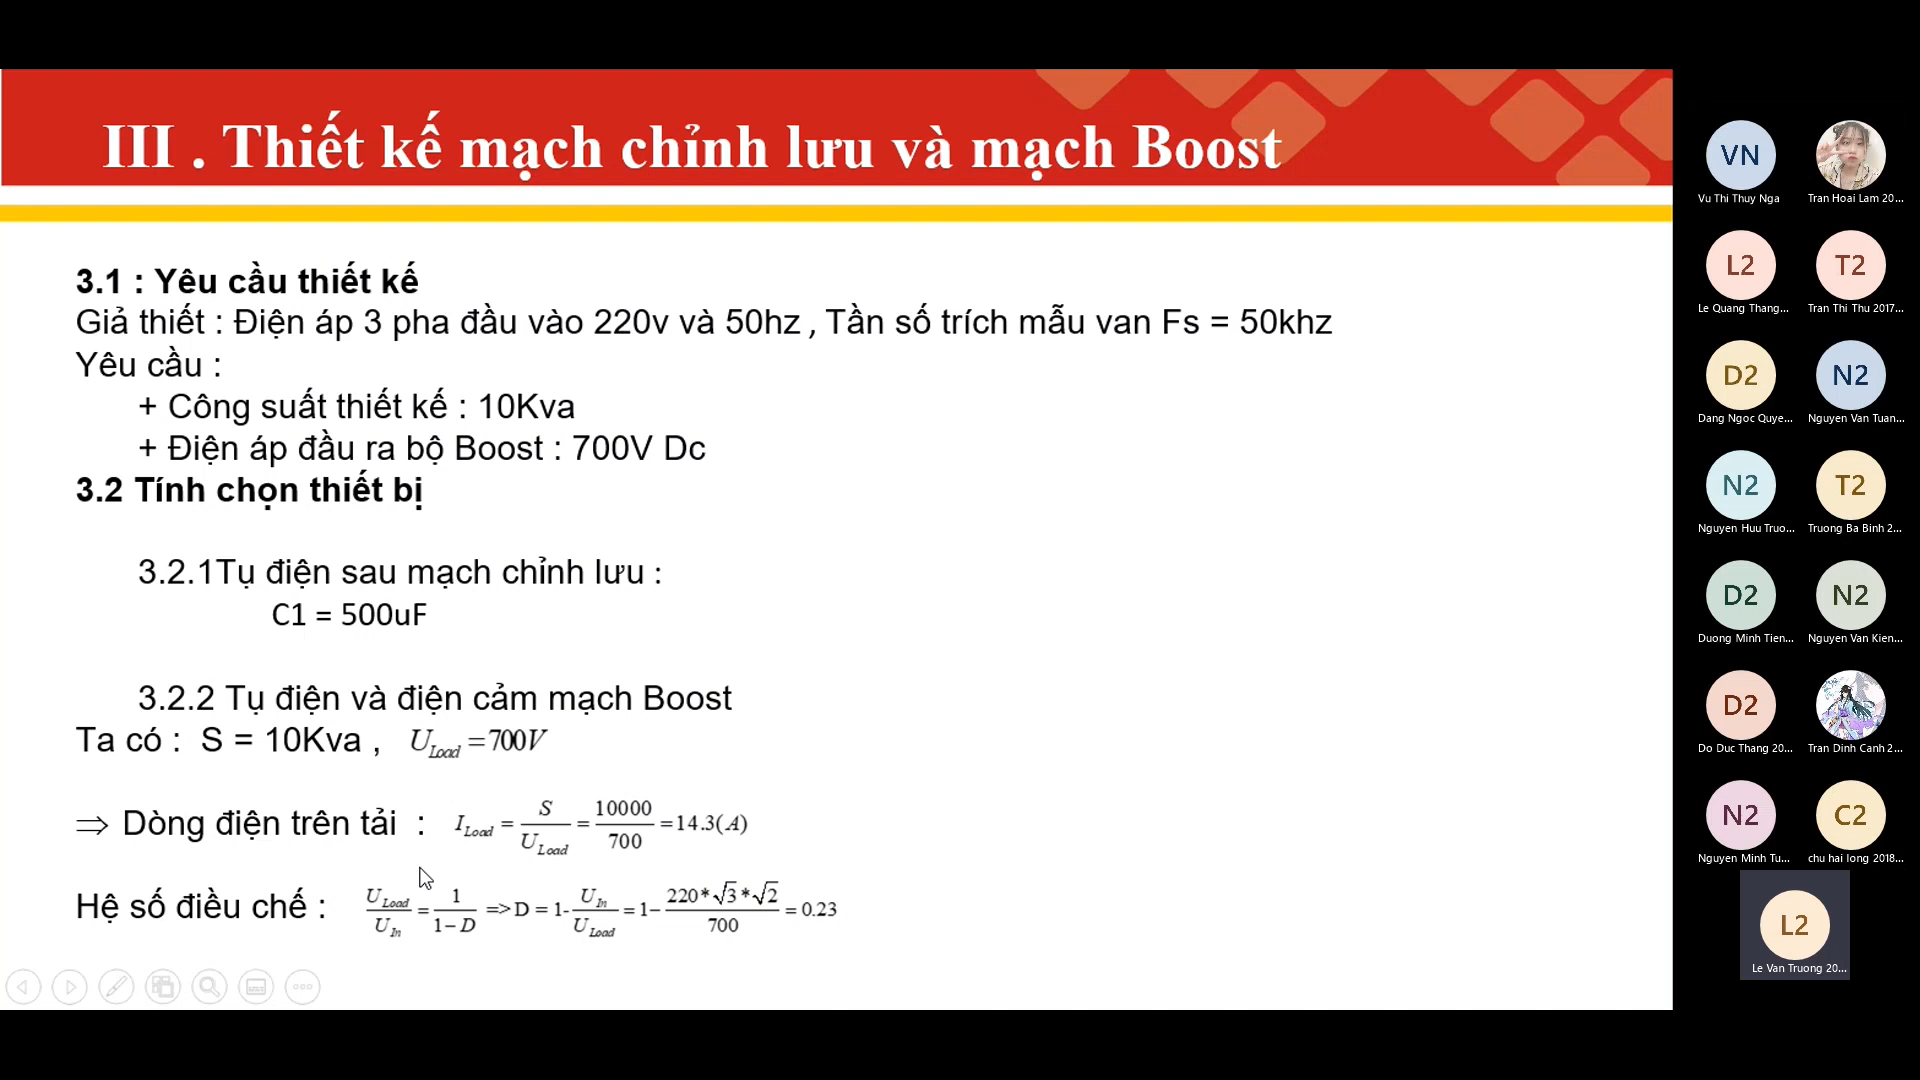 III . Thiết kế mạch chỉnh lưu và mạch Boost
3.1 : Yêu cầu thiết kế
Giả thiết : Điện áp 3 pha đầu vào 220v và 50hz , Tần số trích mẫu van Fs = 50khz
Yêu cầu :
+ Công suất thiết kế : 10Kva
+ Điện áp đầu ra bộ Boost : 700V Dc
3.2 Tính chọn thiết bị
3.2.1Tụ điện sau mạch chỉnh lưu :
C1 = 500uF
3.2.2 Tụ điện và điện cảm mạch Boost
Ta có : S = 10Kva , U_Load = 700V
⇒ Dòng điện trên tải : I_Load = S / U_Load = 10000 / 700 = 14.3(A)
Hệ số điều chế : U_Load / U_In = 1 / 1−D => D = 1- U_In / U_Load = 1− 220*√3*√2 / 700 = 0.23
VN
Vu Thi Thuy Nga
Tran Hoai Lam 20...
L2
T2
Le Quang Thang...
Tran Thi Thu 2017...
D2
N2
Dang Ngoc Quye...
Nguyen Van Tuan...
N2
T2
Nguyen Huu Truo...
Truong Ba Binh 2...
D2
N2
Duong Minh Tien...
Nguyen Van Kien...
D2
Do Duc Thang 20...
Tran Dinh Canh 2...
N2
C2
Nguyen Minh Tu...
chu hai long 2018...
L2
Le Van Truong 20...